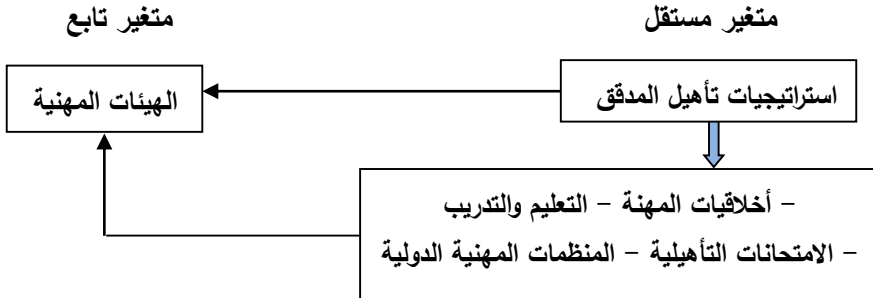 متغير مستقل
متغير تابع
استراتيجيات تأهيل المدقق
الهيئات المهنية
– أخلاقيات المهنة – التعليم والتدريب
– الامتحانات التأهيلية – المنظمات المهنية الدولية